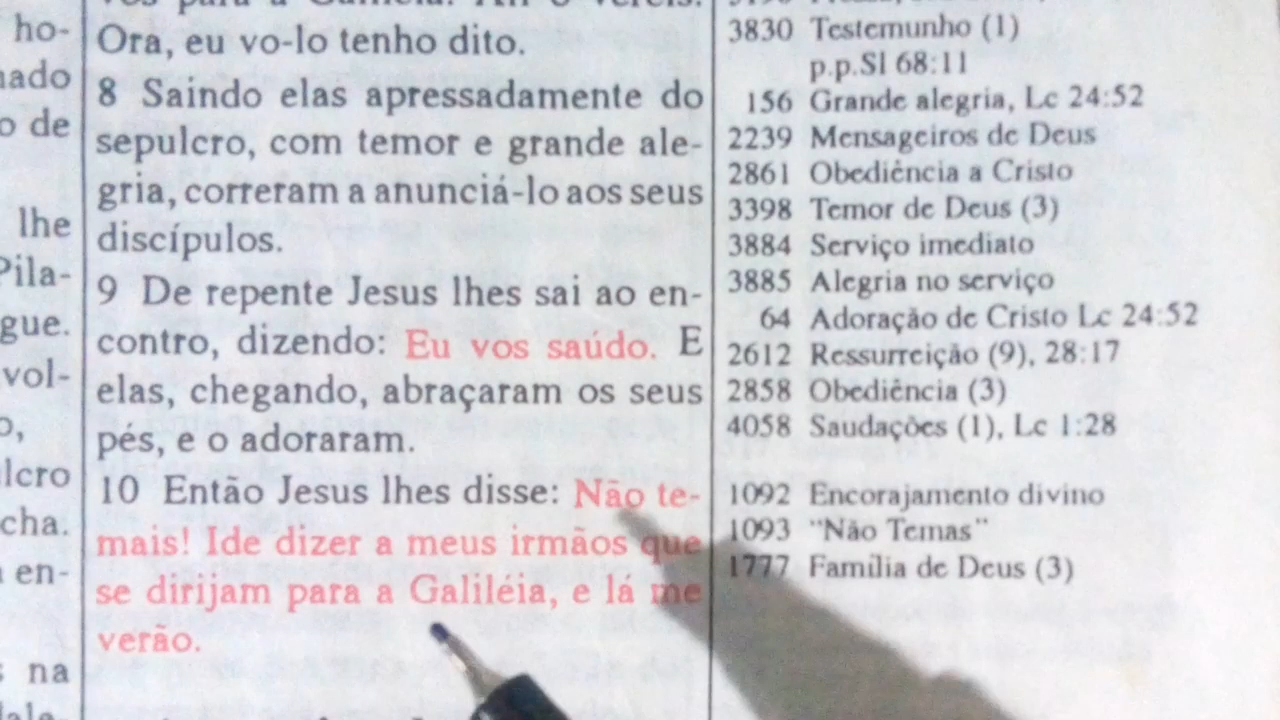 ho-
de
lhe
Pila-
gue.
vol-
cha.
en-
na
Ora, eu vo-lo tenho dito.
8 Saindo elas apressadamente do
sepulcro, com temor e grande ale-
gria, correram a anunciá-lo aos seus
discípulos.
9 De repente Jesus lhes sai ao en-
contro, dizendo: Eu vos saúdo. E
elas, chegando, abraçaram os seus
pés, e o adoraram.
10 Então Jesus lhes disse: Não te-
mais! Ide dizer a meus irmãos que
se dirijam para a Galiléia, e lá me
verão.
3830 Testemunho (1)
p.p.Sl 68:11
156 Grande alegria, Lc 24:52
2239 Mensageiros de Deus
2861 Obediência a Cristo
3398 Temor de Deus (3)
3884 Serviço imediato
3885 Alegria no serviço
64 Adoração de Cristo Lc 24:52
2612 Ressurreição (9), 28:17
2858 Obediência (3)
4058 Saudações (1), Lc 1:28
1092 Encorajamento divino
1093 “Não Temas”
1777 Família de Deus (3)